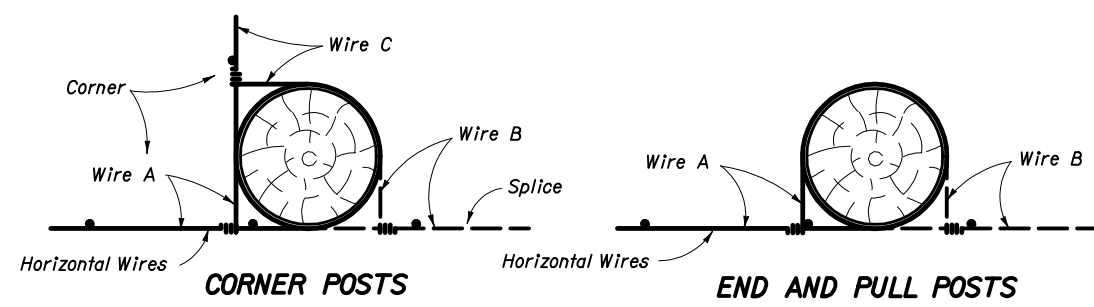 Wire C
Corner
Wire B
Wire A
Splice
Horizontal Wires
CORNER POSTS
Wire A
Wire B
Horizontal Wires
END AND PULL POSTS